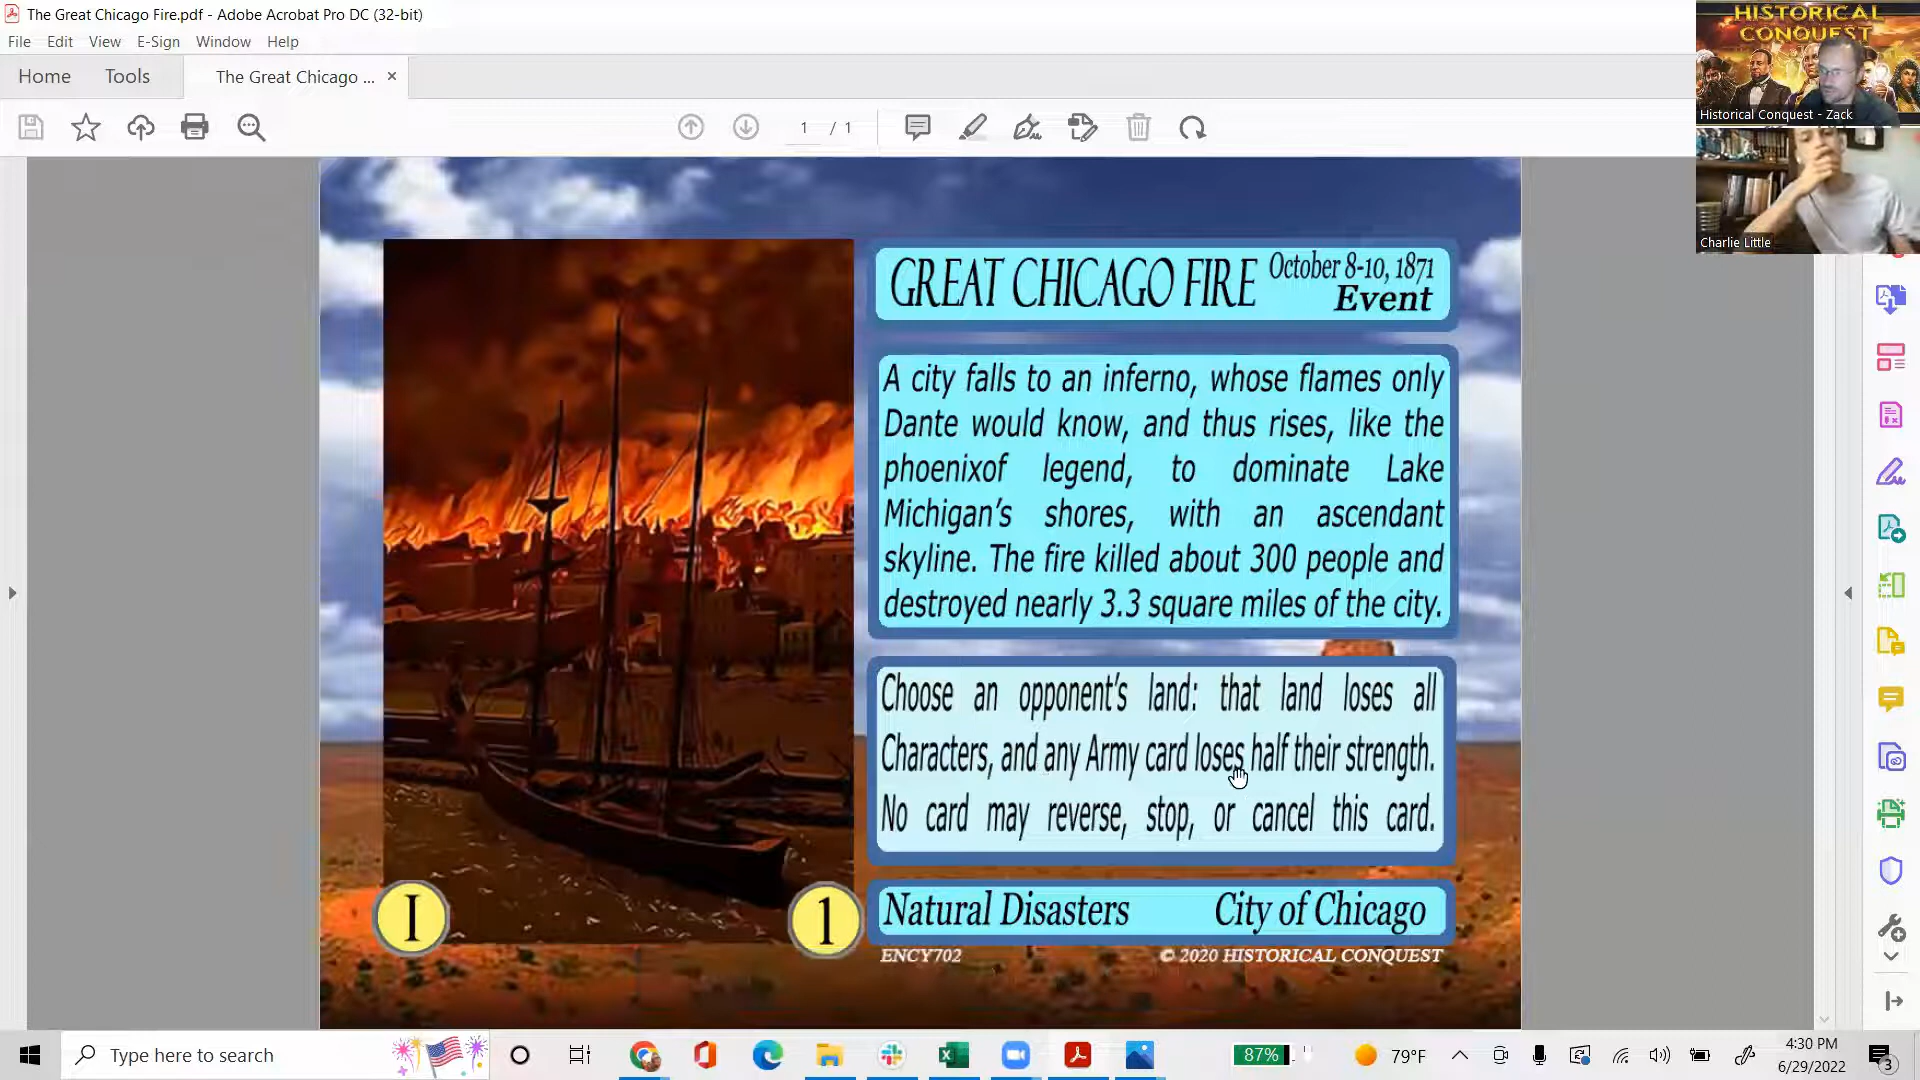 The Great Chicago Fire.pdf - Adobe Acrobat Pro DC (32-bit)
File Edit View E-Sign Window Help
Home Tools The Great Chicago ... ×
1 / 1
HISTORICAL
CONQUEST
Historical Conquest - Zack
Charlie Little
GREAT CHICAGO FIRE October 8-10, 1871
Event
A city falls to an inferno, whose flames only
Dante would know, and thus rises, like the
phoenixof legend, to dominate Lake
Michigan's shores, with an ascendant
skyline. The fire killed about 300 people and
destroyed nearly 3.3 square miles of the city.
Choose an opponent's land: that land loses all
Characters, and any Army card loses half their strength.
No card may reverse, stop, or cancel this card.
I 1 Natural Disasters City of Chicago
ENCY702 © 2020 HISTORICAL CONQUEST
Type here to search 87% 79°F 4:30 PM
6/29/2022 3